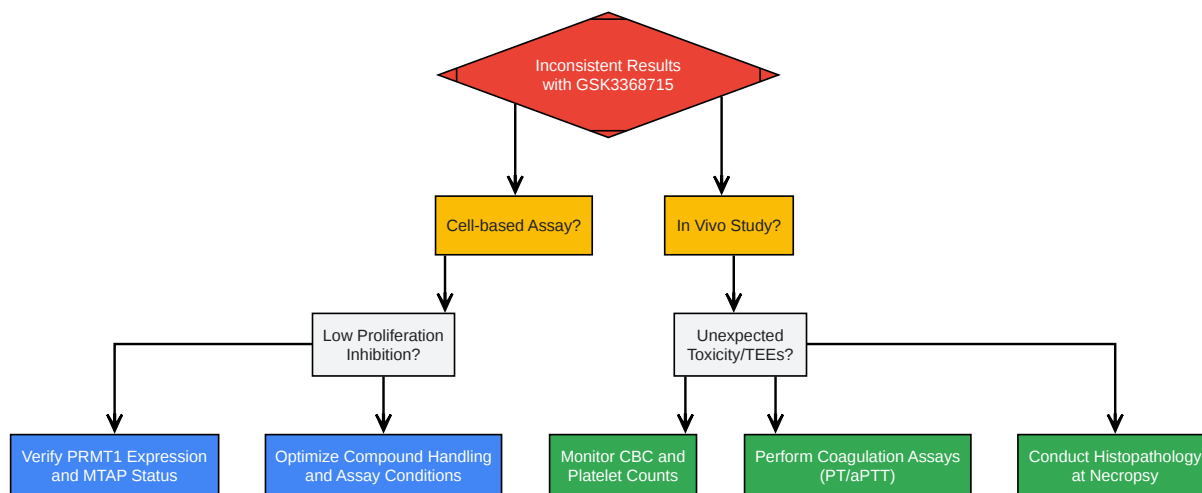 Inconsistent Results
with GSK3368715
Cell-based Assay?
In Vivo Study?
Low Proliferation
Inhibition?
Unexpected
Toxicity/TEEs?
Verify PRMT1 Expression
and MTAP Status
Optimize Compound Handling
and Assay Conditions
Monitor CBC and
Platelet Counts
Perform Coagulation Assays
(PT/aPTT)
Conduct Histopathology
at Necropsy